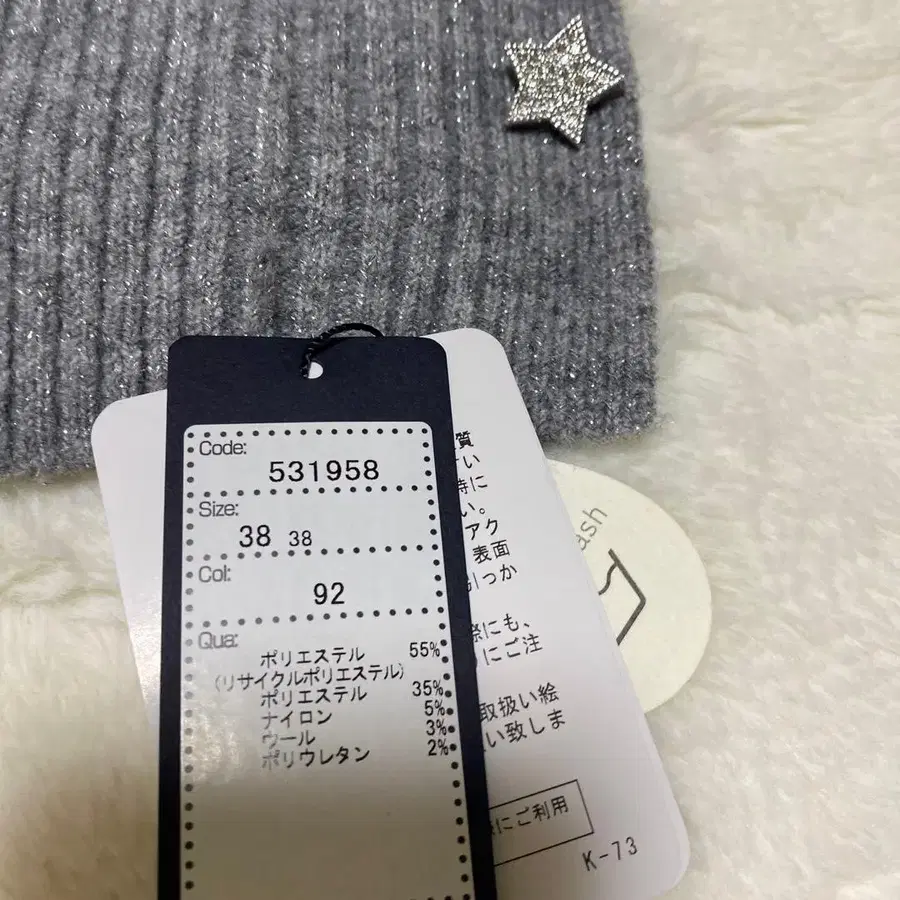 Code:
531958
Size:
38 38
Col:
92
Qua:
ポリエステル 55%
(リサイクルポリエステル)
ポリエステル 35%
ナイロン 5%
ウール 3%
ポリウレタン 2%
質
い
特に
い。
アク
表面
引っか
際にも、
にご注
取扱い絵
い致しま
にご利用
K-73
ash